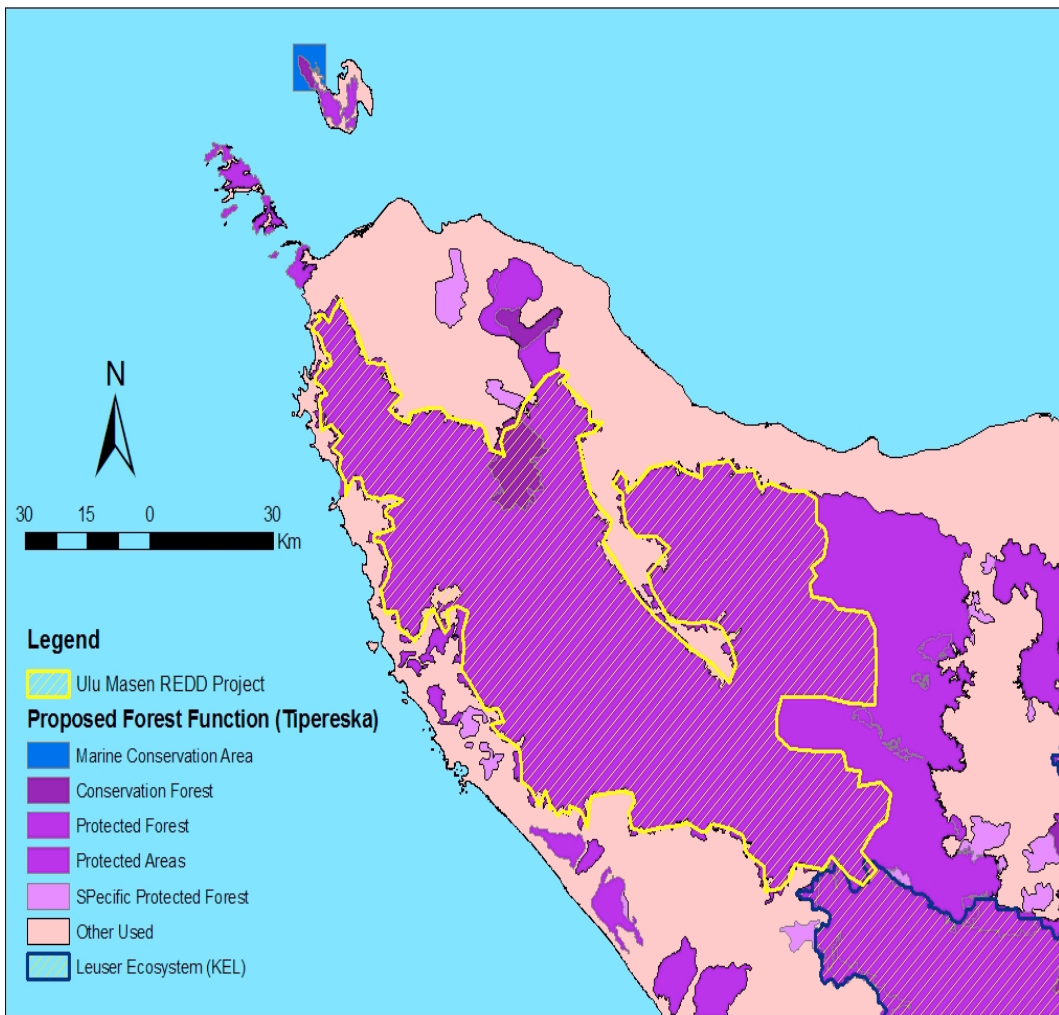 N
30 15 0 30
Km
Legend
Ulu Masen REDD Project
Proposed Forest Function (Tipereska)
Marine Conservation Area
Conservation Forest
Protected Forest
Protected Areas
SPecific Protected Forest
Other Used
Leuser Ecosystem (KEL)